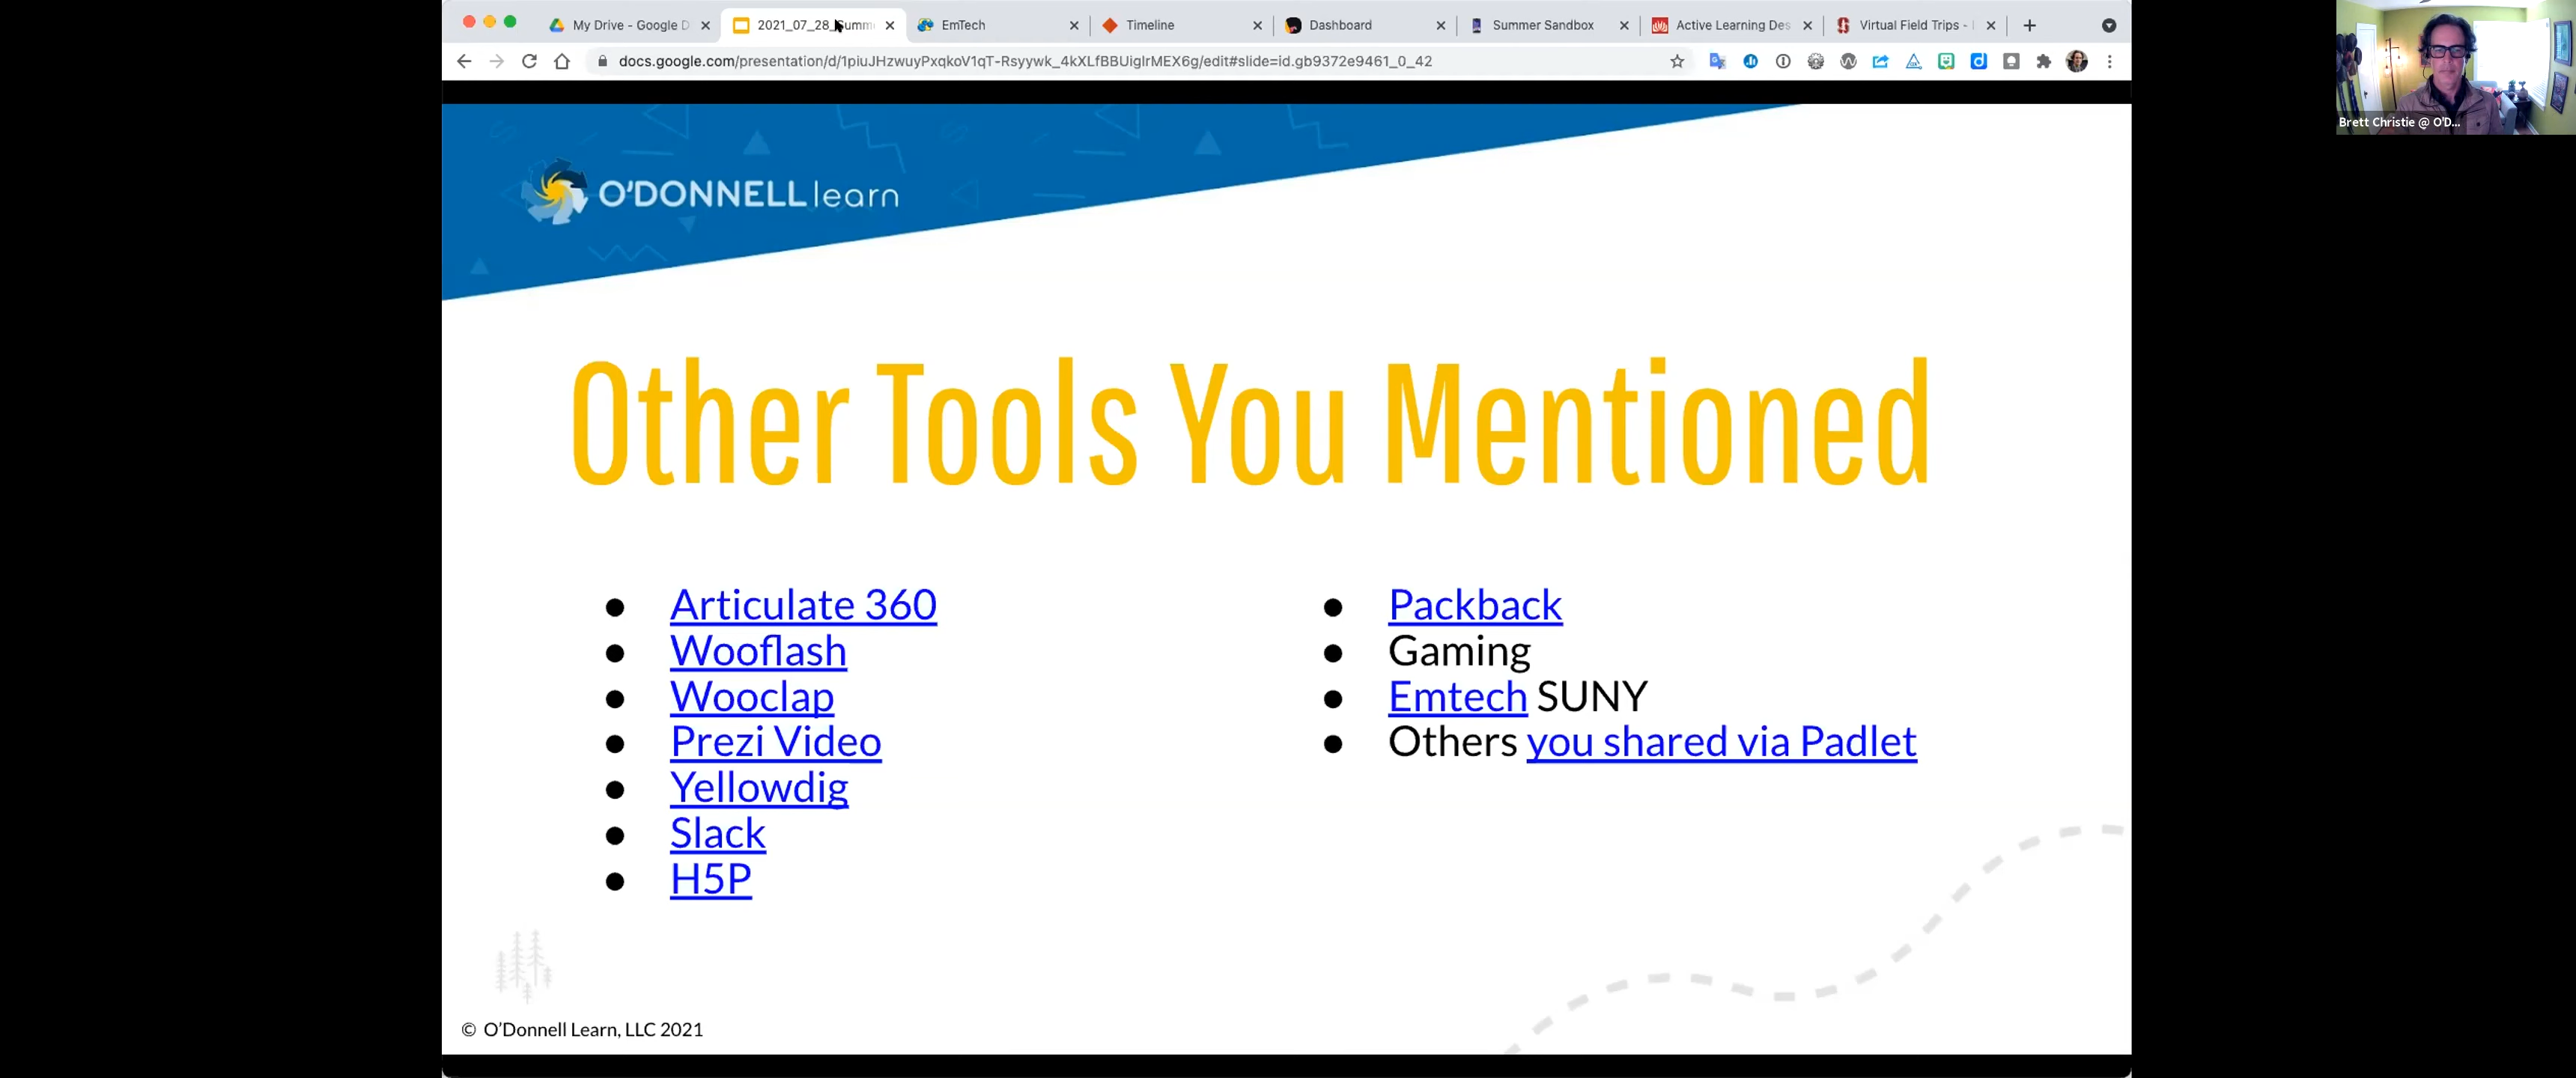 My Drive - Google D
2021_07_28_Summ
EmTech
Timeline
Dashboard
Summer Sandbox
Active Learning Des
Virtual Field Trips -
docs.google.com/presentation/d/1piuJHzwuyPxqkoV1qT-Rsyywk_4kXLfBBUiglrMEX6g/edit#slide=id.gb9372e9461_0_42
Brett Christie @ O'D...
O'DONNELL learn
Other Tools You Mentioned
Articulate 360
Wooflash
Wooclap
Prezi Video
Yellowdig
Slack
H5P
Packback
Gaming
Emtech SUNY
Others you shared via Padlet
© O'Donnell Learn, LLC 2021